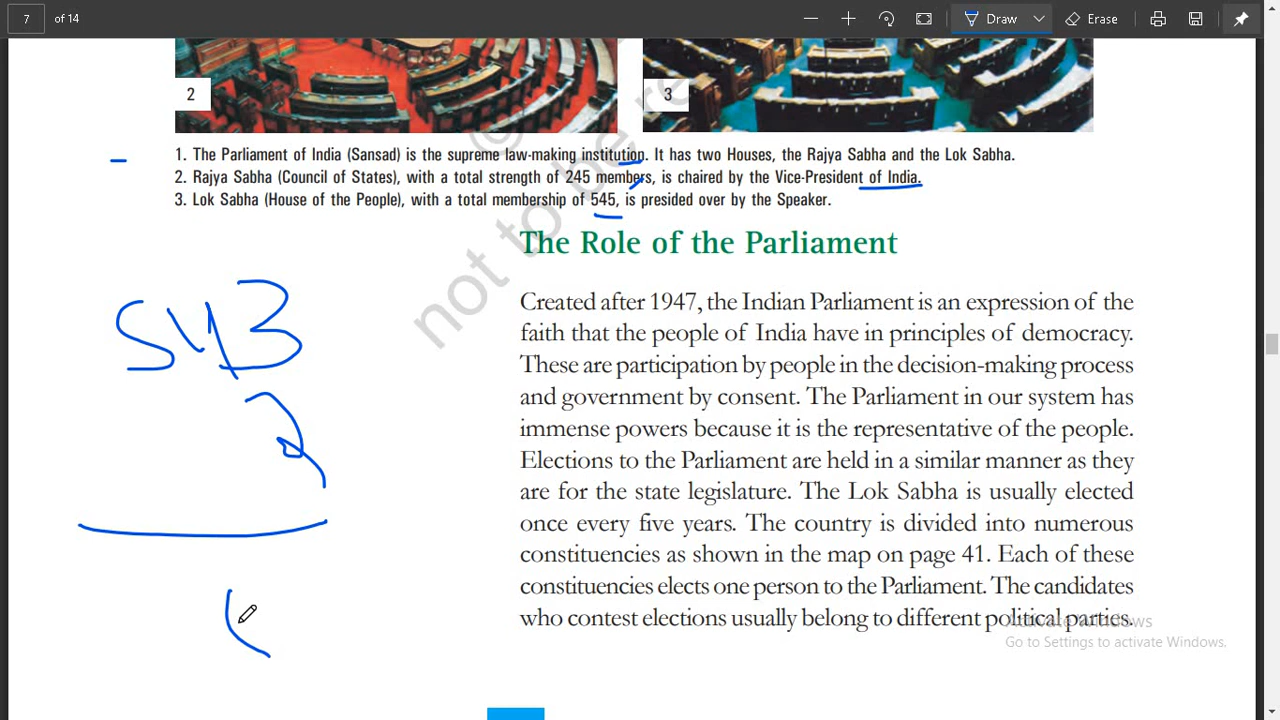 7 of 14 Draw Erase
2 3
1. The Parliament of India (Sansad) is the supreme law-making institution. It has two Houses, the Rajya Sabha and the Lok Sabha.
2. Rajya Sabha (Council of States), with a total strength of 245 members, is chaired by the Vice-President of India.
3. Lok Sabha (House of the People), with a total membership of 545, is presided over by the Speaker.
not to be re
The Role of the Parliament
543
2
Created after 1947, the Indian Parliament is an expression of the
faith that the people of India have in principles of democracy.
These are participation by people in the decision-making process
and government by consent. The Parliament in our system has
immense powers because it is the representative of the people.
Elections to the Parliament are held in a similar manner as they
are for the state legislature. The Lok Sabha is usually elected
once every five years. The country is divided into numerous
constituencies as shown in the map on page 41. Each of these
constituencies elects one person to the Parliament. The candidates
who contest elections usually belong to different political parties.
Activate Windows
Go to Settings to activate Windows.